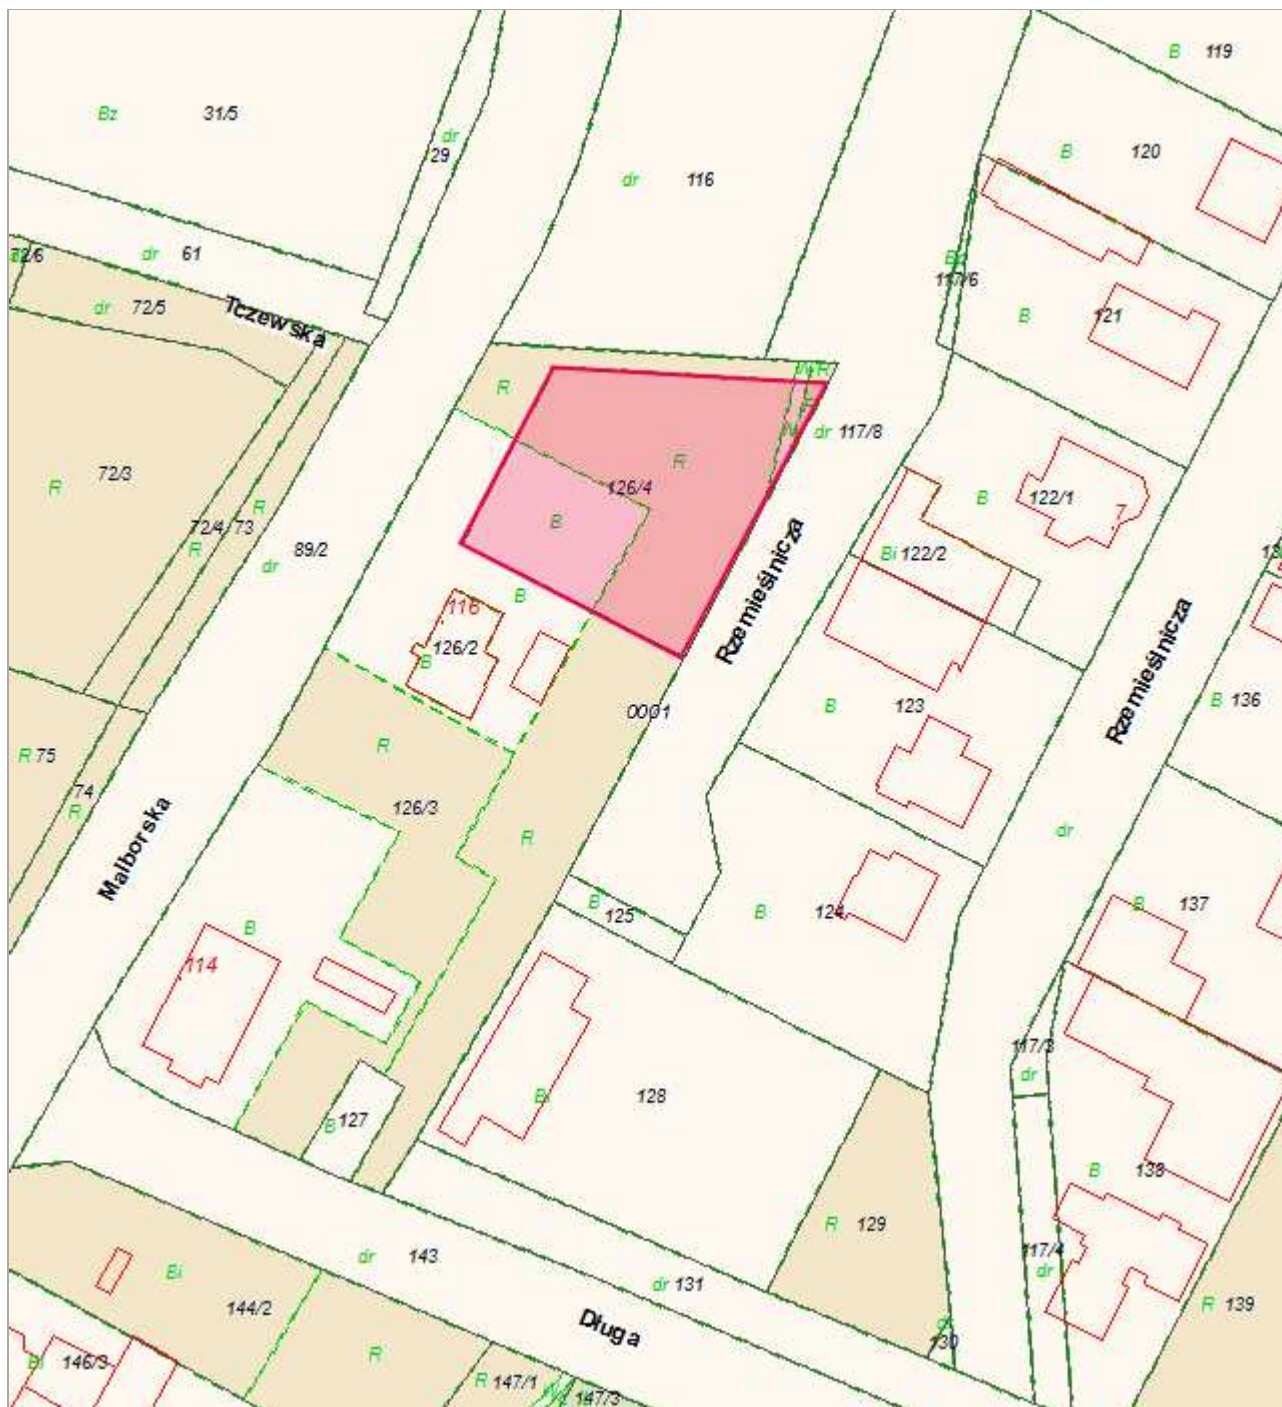 B 119
Bz 31/5
dr
29
B 120
dr 116
72/6
dr 61
117/6
dr 72/5
Tczewska
B
121
R
R
dr 117/8
R
72/3
R
126/4
B
122/1
7
R
72/4
73
R
B
89/2
dr
Bi 122/2
Rzemieślnicza
B
116
126/2
B
Rzemieślnicza
B 136
0001
B 123
R
R 75
74
R
126/3
R
dr
Malborska
B
125
B 124
B 137
B
114
117/3
dr
B 127
Bi
128
B 138
R 129
117/4
dr
dr 143
dr 131
Bi
144/2
Długa
R 139
130
R
Bi 146/3
R 147/1
147/3